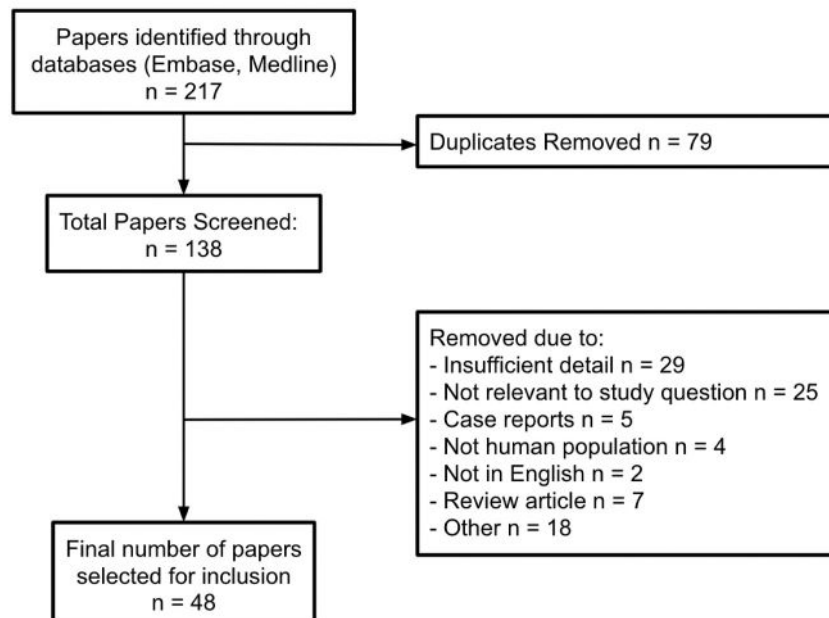 Papers identified through
databases (Embase, Medline)
n = 217
Duplicates Removed n = 79
Total Papers Screened:
n = 138
Removed due to:
- Insufficient detail n = 29
- Not relevant to study question n = 25
- Case reports n = 5
- Not human population n = 4
- Not in English n = 2
- Review article n = 7
- Other n = 18
Final number of papers
selected for inclusion
n = 48